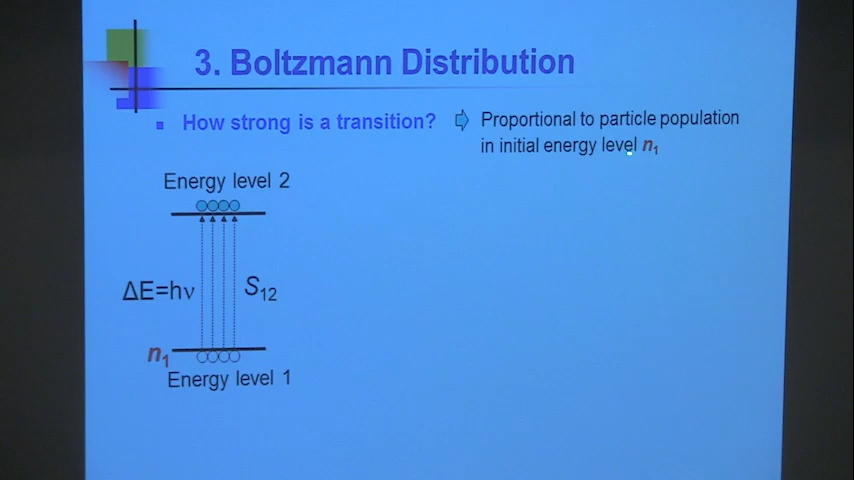 3. Boltzmann Distribution
How strong is a transition?
Proportional to particle population
in initial energy level n1
Energy level 2
ΔE=hν
S12
n1
Energy level 1